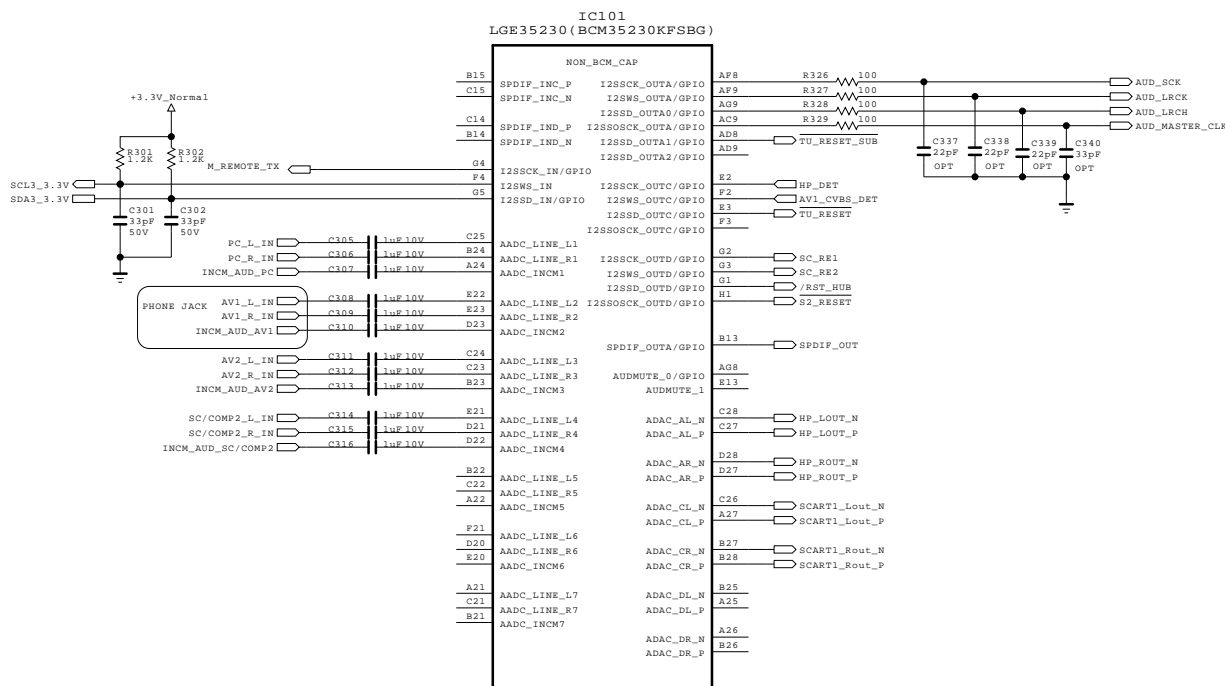 IC101
LGE35230(BCM35230KFSBG)
NON_BCM_CAP
+3.3V_Normal
R301
1.2K
R302
1.2K
M_REMOTE_TX
SCL3_3.3V
SDA3_3.3V
C301
33pF
50V
C302
33pF
50V
B15 SPDIF_INC_P
C15 SPDIF_INC_N
C14 SPDIF_IND_P
B14 SPDIF_IND_N
G4 I2SSCK_IN/GPIO
F4 I2SWS_IN
G5 I2SSD_IN/GPIO
PC_L_IN C305 1uF 10V C25 AADC_LINE_L1
PC_R_IN C306 1uF 10V B24 AADC_LINE_R1
INCM_AUD_PC C307 1uF 10V A24 AADC_INCM1
PHONE JACK
AV1_L_IN C308 1uF 10V E22 AADC_LINE_L2
AV1_R_IN C309 1uF 10V E23 AADC_LINE_R2
INCM_AUD_AV1 C310 1uF 10V D23 AADC_INCM2
AV2_L_IN C311 1uF 10V C24 AADC_LINE_L3
AV2_R_IN C312 1uF 10V C23 AADC_LINE_R3
INCM_AUD_AV2 C313 1uF 10V B23 AADC_INCM3
SC/COMP2_L_IN C314 1uF 10V E21 AADC_LINE_L4
SC/COMP2_R_IN C315 1uF 10V D21 AADC_LINE_R4
INCM_AUD_SC/COMP2 C316 1uF 10V D22 AADC_INCM4
B22 AADC_LINE_L5
C22 AADC_LINE_R5
A22 AADC_INCM5
F21 AADC_LINE_L6
D20 AADC_LINE_R6
E20 AADC_INCM6
A21 AADC_LINE_L7
C21 AADC_LINE_R7
B21 AADC_INCM7
I2SSCK_OUTA/GPIO AF8 R326 100 AUD_SCK
I2SWS_OUTA/GPIO AF9 R327 100 AUD_LRCK
I2SSD_OUTA0/GPIO AG9 R328 100 AUD_LRCH
I2SSOSCK_OUTA/GPIO AC9 R329 100 AUD_MASTER_CLK
I2SSD_OUTA1/GPIO AD8 TU_RESET_SUB
I2SSD_OUTA2/GPIO AD9
C337
22pF
OPT
C338
22pF
OPT
C339
22pF
OPT
C340
33pF
OPT
I2SSCK_OUTC/GPIO E2 HP_DET
I2SWS_OUTC/GPIO F2 AV1_CVBS_DET
I2SSD_OUTC/GPIO E3 TU_RESET
I2SSOSCK_OUTC/GPIO F3
I2SSCK_OUTD/GPIO G2 SC_RE1
I2SWS_OUTD/GPIO G3 SC_RE2
I2SSD_OUTD/GPIO G1 /RST_HUB
I2SSOSCK_OUTD/GPIO H1 S2_RESET
SPDIF_OUTA/GPIO B13 SPDIF_OUT
AUDMUTE_0/GPIO AG8
AUDMUTE_1 E13
ADAC_AL_N C28 HP_LOUT_N
ADAC_AL_P C27 HP_LOUT_P
ADAC_AR_N D28 HP_ROUT_N
ADAC_AR_P D27 HP_ROUT_P
ADAC_CL_N C26 SCART1_Lout_N
ADAC_CL_P A27 SCART1_Lout_P
ADAC_CR_N B27 SCART1_Rout_N
ADAC_CR_P B28 SCART1_Rout_P
ADAC_DL_N B25
ADAC_DL_P A25
ADAC_DR_N A26
ADAC_DR_P B26